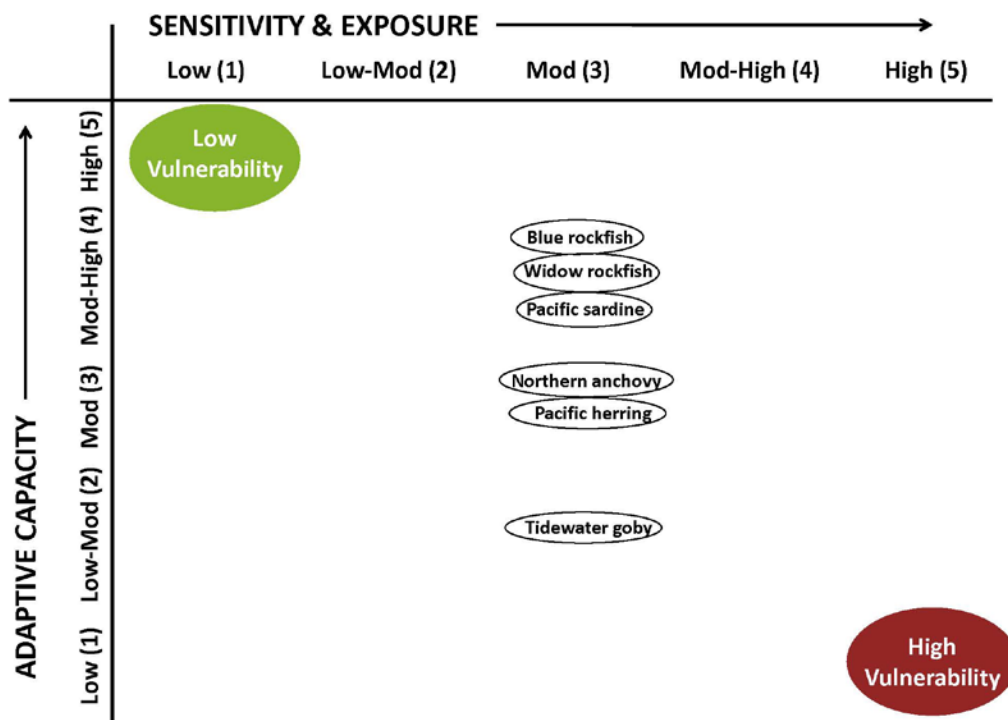 SENSITIVITY & EXPOSURE
Low (1) Low-Mod (2) Mod (3) Mod-High (4) High (5)
ADAPTIVE CAPACITY
High (5)
Mod-High (4)
Mod (3)
Low-Mod (2)
Low (1)
Low
Vulnerability
Blue rockfish
Widow rockfish
Pacific sardine
Northern anchovy
Pacific herring
Tidewater goby
High
Vulnerability